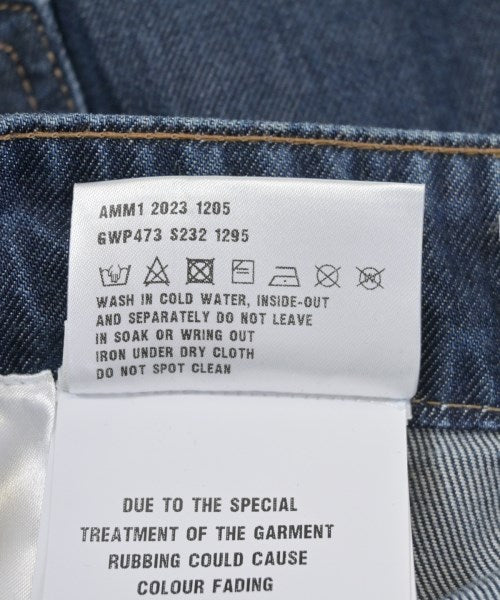 AMM1 2023 1205
GWP473 S232 1295
WASH IN COLD WATER, INSIDE-OUT
AND SEPARATELY DO NOT LEAVE
IN SOAK OR WRING OUT
IRON UNDER DRY CLOTH
DO NOT SPOT CLEAN
DUE TO THE SPECIAL
TREATMENT OF THE GARMENT
RUBBING COULD CAUSE
COLOUR FADING